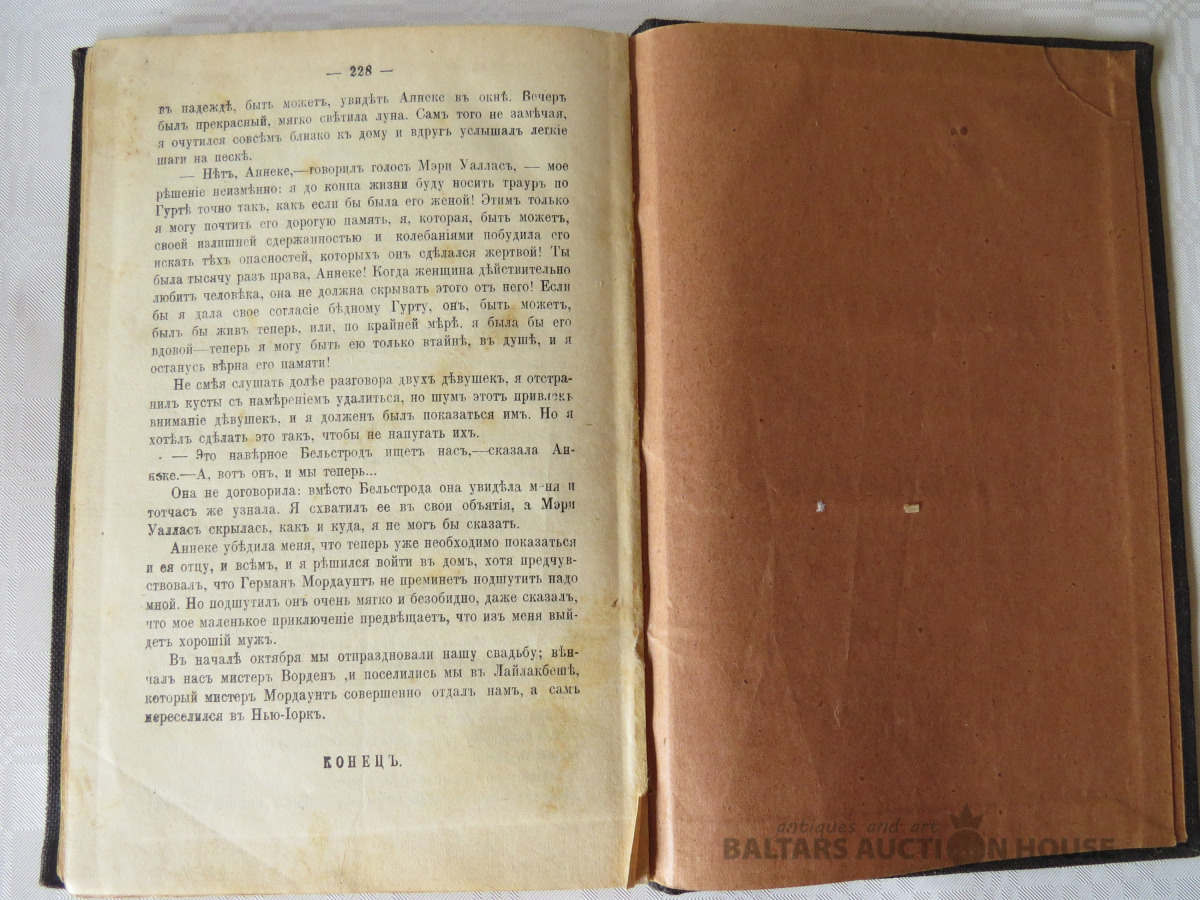 — 228 —
въ надеждѣ, быть можетъ, увидѣть Аннеке въ окнѣ. Вечеръ
былъ прекрасный, мягко свѣтила луна. Самъ того не замѣчая,
я очутился совсѣмъ близко къ дому и вдругъ услышалъ легкіе
шаги на пескѣ.
— Нѣтъ, Аннеке,—говорилъ голосъ Мэри Уалласъ, — мое
рѣшеніе неизмѣнно: я до конца жизни буду носить трауръ по
Гуртѣ точно такъ, какъ если бы была его женой! Этимъ только
я могу почтить его дорогую память, я, которая, быть можетъ,
своей излишней сдержанностью и колебаніями побудила его
искать тѣхъ опасностей, которыхъ онъ сдѣлался жертвой! Ты
была тысячу разъ права, Аннеке! Когда женщина дѣйствительно
любитъ человѣка, она не должна скрывать этого отъ него! Если
бы я дала свое согласіе бѣдному Гурту, онъ, быть можетъ,
былъ бы живъ теперь, или, по крайней мѣрѣ, я была бы его
вдовой—теперь я могу быть ею только втайнѣ, въ душѣ, и я
останусь вѣрна его памяти!
Не смѣя слушать долѣе разговора двухъ дѣвушекъ, я отстра-
нилъ кусты съ намѣреніемъ удалиться, но шумъ этотъ привлекъ
вниманіе дѣвушекъ, и я долженъ былъ показаться имъ. Но я
хотѣлъ сдѣлать это такъ, чтобы не напугать ихъ.
— Это навѣрное Бельстродъ ищетъ насъ,—сказала Ан-
неке.—А, вотъ онъ, и мы теперь...
Она не договорила: вмѣсто Бельстрода она увидѣла меня и
тотчасъ же узнала. Я схватилъ ее въ свои объятія, а Мэри
Уалласъ скрылась, какъ и куда, я не могъ бы сказать.
Аннеке убѣдила меня, что теперь уже необходимо показаться
и ея отцу, и всѣмъ, и я рѣшился войти въ домъ, хотя предчув-
ствовалъ, что Германъ Мордаунтъ не преминетъ подшутить надо
мной. Но подшутилъ онъ очень мягко и безобидно, даже сказалъ,
что мое маленькое приключеніе предвѣщаетъ, что изъ меня вый-
детъ хорошій мужъ.
Въ началѣ октября мы отпраздновали нашу свадьбу; вѣн-
чалъ насъ мистеръ Ворденъ ,и поселились мы въ Лайлакбешѣ,
который мистеръ Мордаунтъ совершенно отдалъ намъ, а самъ
переселился въ Нью-Іоркъ.
КОНЕЦЪ.
antiques and art
BALTARS AUCTION HOUSE